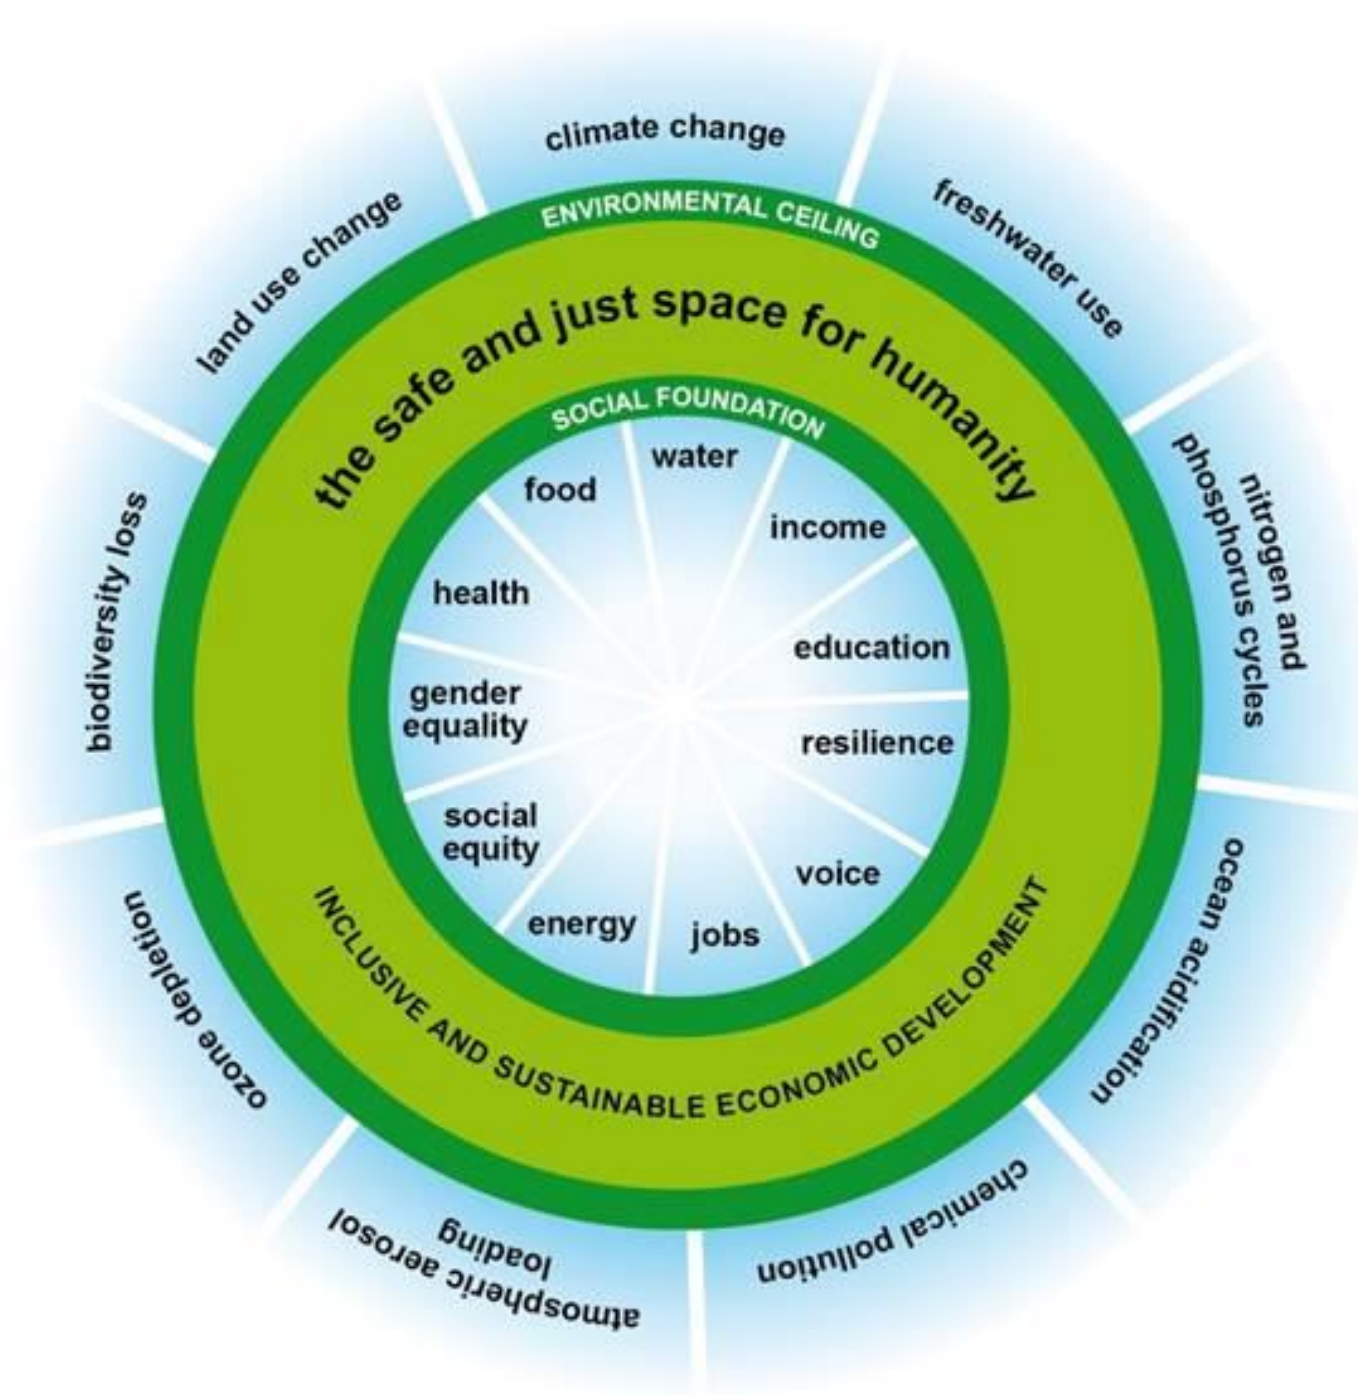 climate change
freshwater use
nitrogen and
phosphorus cycles
ocean acidification
chemical pollution
atmospheric aerosol
loading
ozone depletion
biodiversity loss
land use change
ENVIRONMENTAL CEILING
the safe and just space for humanity
SOCIAL FOUNDATION
water
income
education
resilience
voice
jobs
energy
social
equity
gender
equality
health
food
INCLUSIVE AND SUSTAINABLE ECONOMIC DEVELOPMENT